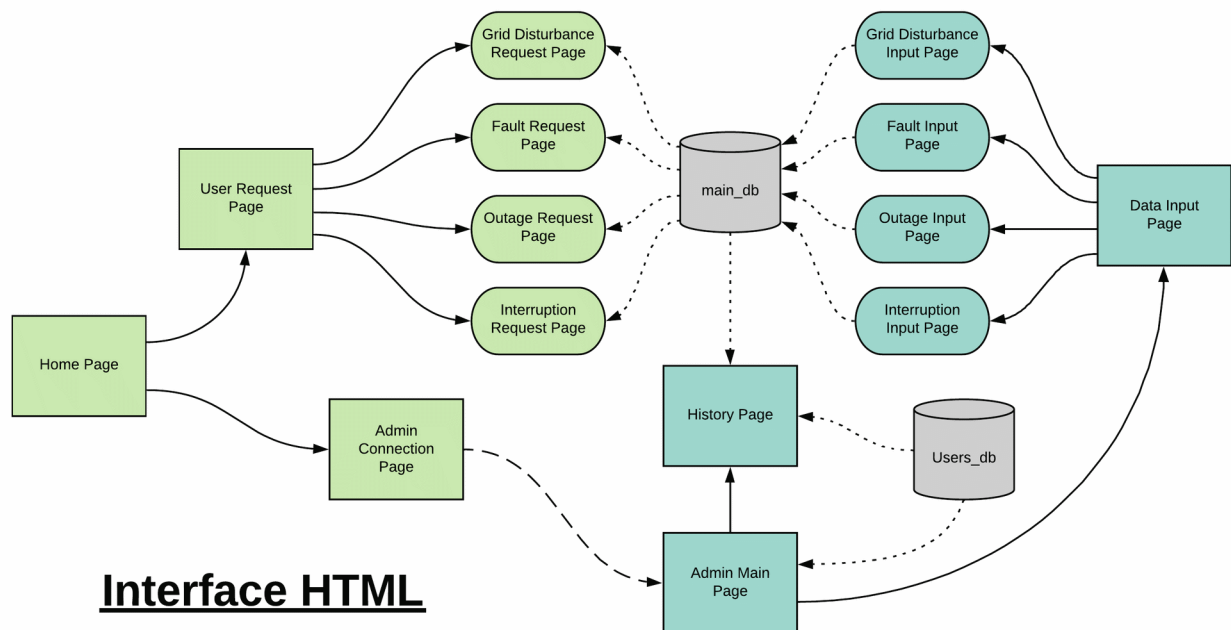 Grid Disturbance
Request Page
Grid Disturbance
Input Page
Fault Request
Page
Fault Input
Page
User Request
Page
main_db
Data Input
Page
Outage Request
Page
Outage Input
Page
Interruption
Request Page
Interruption
Input Page
Home Page
Admin
Connection
Page
History Page
Users_db
Admin Main
Page
Interface HTML